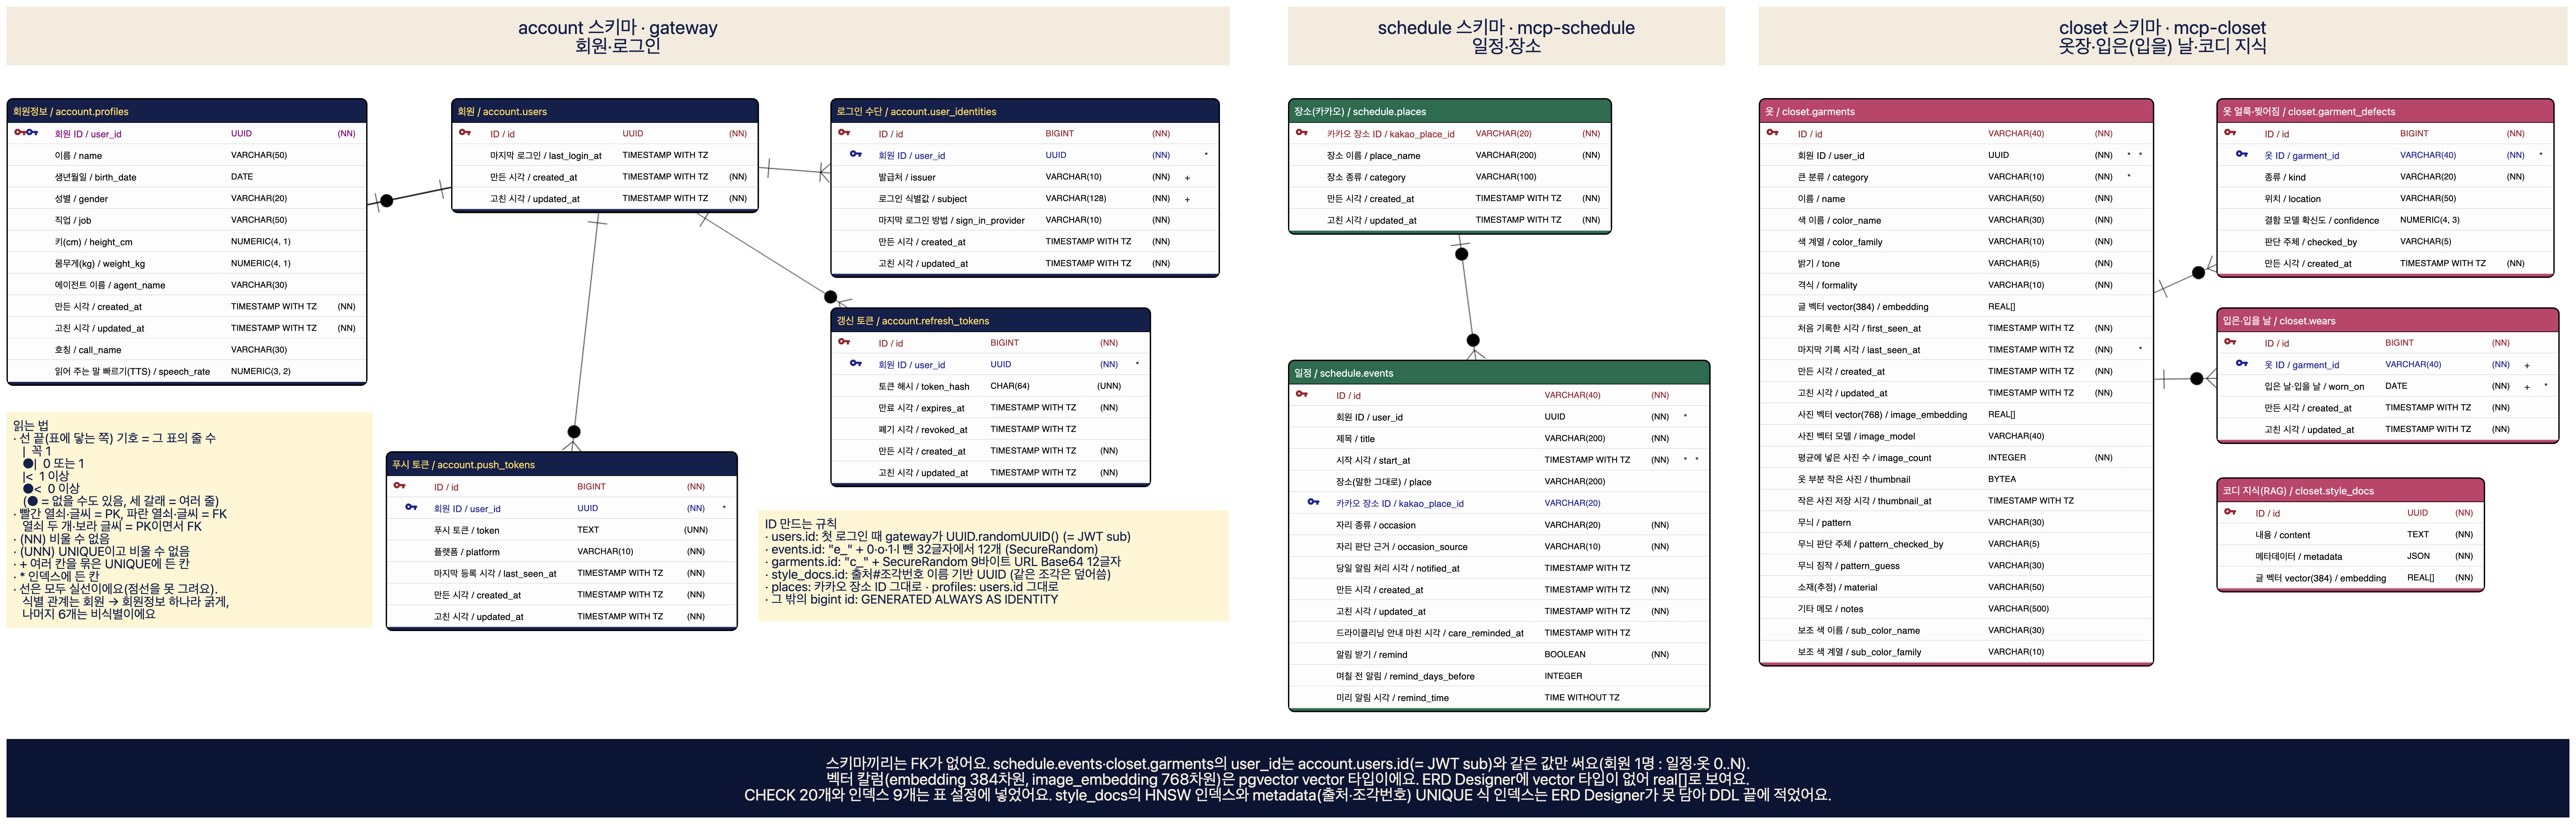 account 스키마 · gateway
회원·로그인
schedule 스키마 · mcp-schedule
일정·장소
closet 스키마 · mcp-closet
옷장·입은(입을) 날·코디 지식
회원정보 / account.profiles
회원 ID / user_id UUID (NN)
이름 / name VARCHAR(50)
생년월일 / birth_date DATE
성별 / gender VARCHAR(20)
직업 / job VARCHAR(50)
키(cm) / height_cm NUMERIC(4, 1)
몸무게(kg) / weight_kg NUMERIC(4, 1)
에이전트 이름 / agent_name VARCHAR(30)
만든 시각 / created_at TIMESTAMP WITH TZ (NN)
고친 시각 / updated_at TIMESTAMP WITH TZ (NN)
호칭 / call_name VARCHAR(30)
읽어 주는 말 빠르기(TTS) / speech_rate NUMERIC(3, 2)
회원 / account.users
ID / id UUID (NN)
마지막 로그인 / last_login_at TIMESTAMP WITH TZ
만든 시각 / created_at TIMESTAMP WITH TZ (NN)
고친 시각 / updated_at TIMESTAMP WITH TZ (NN)
로그인 수단 / account.user_identities
ID / id BIGINT (NN)
회원 ID / user_id UUID (NN) *
발급처 / issuer VARCHAR(10) (NN) +
로그인 식별값 / subject VARCHAR(128) (NN) +
마지막 로그인 방법 / sign_in_provider VARCHAR(10) (NN)
만든 시각 / created_at TIMESTAMP WITH TZ (NN)
고친 시각 / updated_at TIMESTAMP WITH TZ (NN)
갱신 토큰 / account.refresh_tokens
ID / id BIGINT (NN)
회원 ID / user_id UUID (NN) *
토큰 해시 / token_hash CHAR(64) (UNN)
만료 시각 / expires_at TIMESTAMP WITH TZ (NN)
폐기 시각 / revoked_at TIMESTAMP WITH TZ
만든 시각 / created_at TIMESTAMP WITH TZ (NN)
고친 시각 / updated_at TIMESTAMP WITH TZ (NN)
푸시 토큰 / account.push_tokens
ID / id BIGINT (NN)
회원 ID / user_id UUID (NN) *
푸시 토큰 / token TEXT (UNN)
플랫폼 / platform VARCHAR(10) (NN)
마지막 등록 시각 / last_seen_at TIMESTAMP WITH TZ (NN)
만든 시각 / created_at TIMESTAMP WITH TZ (NN)
고친 시각 / updated_at TIMESTAMP WITH TZ (NN)
읽는 법
· 선 끝(표에 닿는 쪽) 기호 = 그 표의 줄 수
| 꼭 1
●| 0 또는 1
|< 1 이상
●< 0 이상
(● = 없을 수도 있음, 세 갈래 = 여러 줄)
· 빨간 열쇠·글씨 = PK, 파란 열쇠·글씨 = FK
열쇠 두 개·보라 글씨 = PK이면서 FK
· (NN) 비울 수 없음
· (UNN) UNIQUE이고 비울 수 없음
· + 여러 칸을 묶은 UNIQUE에 든 칸
· * 인덱스에 든 칸
· 선은 모두 실선이에요(점선을 못 그려요).
식별 관계는 회원 → 회원정보 하나라 굵게,
나머지 6개는 비식별이에요
ID 만드는 규칙
· users.id: 첫 로그인 때 gateway가 UUID.randomUUID() (= JWT sub)
· events.id: "e_" + 0·o·1·l 뺀 32글자에서 12개 (SecureRandom)
· garments.id: "c_" + SecureRandom 9바이트 URL Base64 12글자
· style_docs.id: 출처#조각번호 이름 기반 UUID (같은 조각은 덮어씀)
· places: 카카오 장소 ID 그대로 · profiles: users.id 그대로
· 그 밖의 bigint id: GENERATED ALWAYS AS IDENTITY
장소(카카오) / schedule.places
카카오 장소 ID / kakao_place_id VARCHAR(20) (NN)
장소 이름 / place_name VARCHAR(200) (NN)
장소 종류 / category VARCHAR(100)
만든 시각 / created_at TIMESTAMP WITH TZ (NN)
고친 시각 / updated_at TIMESTAMP WITH TZ (NN)
일정 / schedule.events
ID / id VARCHAR(40) (NN)
회원 ID / user_id UUID (NN) *
제목 / title VARCHAR(200) (NN)
시작 시각 / start_at TIMESTAMP WITH TZ (NN) * *
장소(말한 그대로) / place VARCHAR(200)
카카오 장소 ID / kakao_place_id VARCHAR(20)
자리 종류 / occasion VARCHAR(20) (NN)
자리 판단 근거 / occasion_source VARCHAR(10) (NN)
당일 알림 처리 시각 / notified_at TIMESTAMP WITH TZ
만든 시각 / created_at TIMESTAMP WITH TZ (NN)
고친 시각 / updated_at TIMESTAMP WITH TZ (NN)
드라이클리닝 안내 마친 시각 / care_reminded_at TIMESTAMP WITH TZ
알림 받기 / remind BOOLEAN (NN)
며칠 전 알림 / remind_days_before INTEGER
미리 알림 시각 / remind_time TIME WITHOUT TZ
옷 / closet.garments
ID / id VARCHAR(40) (NN)
회원 ID / user_id UUID (NN) * *
큰 분류 / category VARCHAR(10) (NN) *
이름 / name VARCHAR(50) (NN)
색 이름 / color_name VARCHAR(30) (NN)
색 계열 / color_family VARCHAR(10) (NN)
밝기 / tone VARCHAR(5) (NN)
격식 / formality VARCHAR(10) (NN)
글 벡터 vector(384) / embedding REAL[]
처음 기록한 시각 / first_seen_at TIMESTAMP WITH TZ (NN)
마지막 기록 시각 / last_seen_at TIMESTAMP WITH TZ (NN) *
만든 시각 / created_at TIMESTAMP WITH TZ (NN)
고친 시각 / updated_at TIMESTAMP WITH TZ (NN)
사진 벡터 vector(768) / image_embedding REAL[]
사진 벡터 모델 / image_model VARCHAR(40)
평균에 넣은 사진 수 / image_count INTEGER (NN)
옷 부분 작은 사진 / thumbnail BYTEA
작은 사진 저장 시각 / thumbnail_at TIMESTAMP WITH TZ
무늬 / pattern VARCHAR(30)
무늬 판단 주체 / pattern_checked_by VARCHAR(5)
무늬 짐작 / pattern_guess VARCHAR(30)
소재(추정) / material VARCHAR(50)
기타 메모 / notes VARCHAR(500)
보조 색 이름 / sub_color_name VARCHAR(30)
보조 색 계열 / sub_color_family VARCHAR(10)
옷 얼룩·찢어짐 / closet.garment_defects
ID / id BIGINT (NN)
옷 ID / garment_id VARCHAR(40) (NN) *
종류 / kind VARCHAR(20) (NN)
위치 / location VARCHAR(50)
결함 모델 확신도 / confidence NUMERIC(4, 3)
판단 주체 / checked_by VARCHAR(5)
만든 시각 / created_at TIMESTAMP WITH TZ (NN)
입은·입을 날 / closet.wears
ID / id BIGINT (NN)
옷 ID / garment_id VARCHAR(40) (NN) +
입은 날·입을 날 / worn_on DATE (NN) + *
만든 시각 / created_at TIMESTAMP WITH TZ (NN)
고친 시각 / updated_at TIMESTAMP WITH TZ (NN)
코디 지식(RAG) / closet.style_docs
ID / id UUID (NN)
내용 / content TEXT (NN)
메타데이터 / metadata JSON (NN)
글 벡터 vector(384) / embedding REAL[] (NN)
스키마끼리는 FK가 없어요. schedule.events·closet.garments의 user_id는 account.users.id(= JWT sub)와 같은 값만 써요(회원 1명 : 일정·옷 0..N).
벡터 칼럼(embedding 384차원, image_embedding 768차원)은 pgvector vector 타입이에요. ERD Designer에 vector 타입이 없어 real[]로 보여요.
CHECK 20개와 인덱스 9개는 표 설정에 넣었어요. style_docs의 HNSW 인덱스와 metadata(출처·조각번호) UNIQUE 식 인덱스는 ERD Designer가 못 담아 DDL 끝에 적었어요.